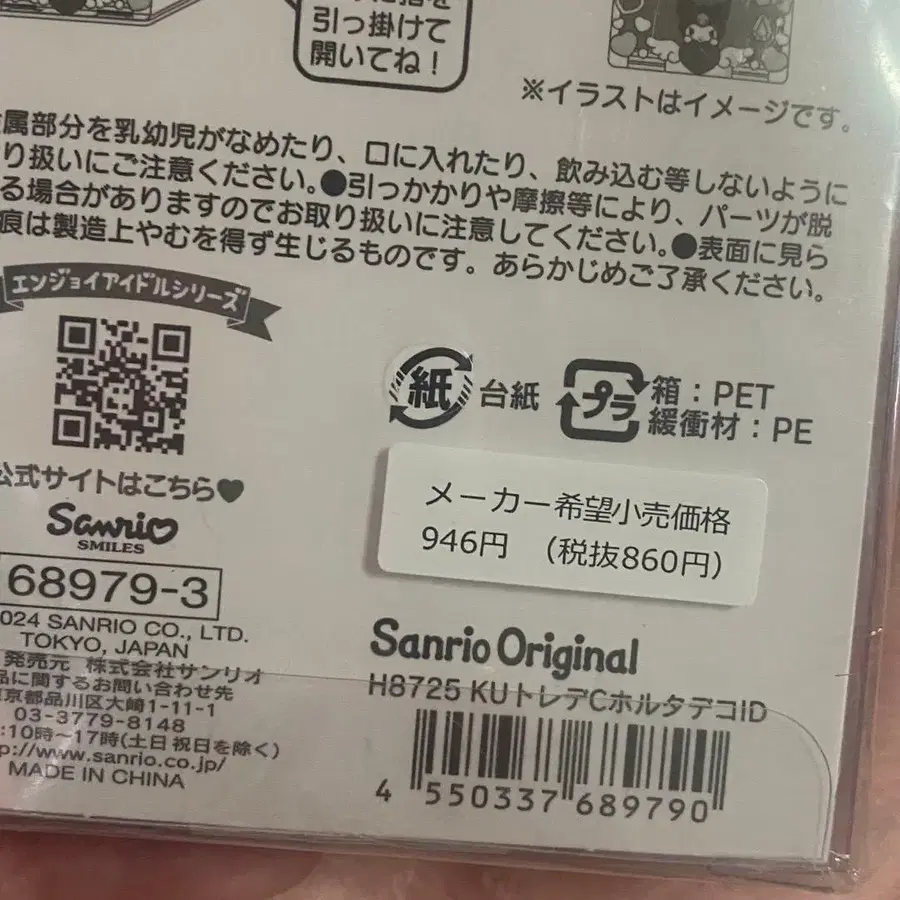 引っ掛けて
開いてね!
※イラストはイメージです。
属部分を乳幼児がなめたり、口に入れたり、飲み込む等しないように
り扱いにご注意ください。●引っかかりや摩擦等により、パーツが脱
る場合がありますのでお取り扱いに注意してください。●表面に見ら
痕は製造上やむを得ず生じるものです。あらかじめご了承ください。
エンジョイアイドルシリーズ
公式サイトはこちら♥
Sanrio
SMILES
68979-3
024 SANRIO CO., LTD.
TOKYO, JAPAN
発売元 株式会社サンリオ
品に関するお問い合わせ先
東京都品川区大崎1-11-1
03-3779-8148
:10時~17時(土日祝日を除く)
p://www.sanrio.co.jp/
MADE IN CHINA
紙 台紙
プラ 箱:PET
緩衝材:PE
メーカー希望小売価格
946円 (税抜860円)
Sanrio Original
H8725 KUトレデCホルタデコID
4 550337 689790